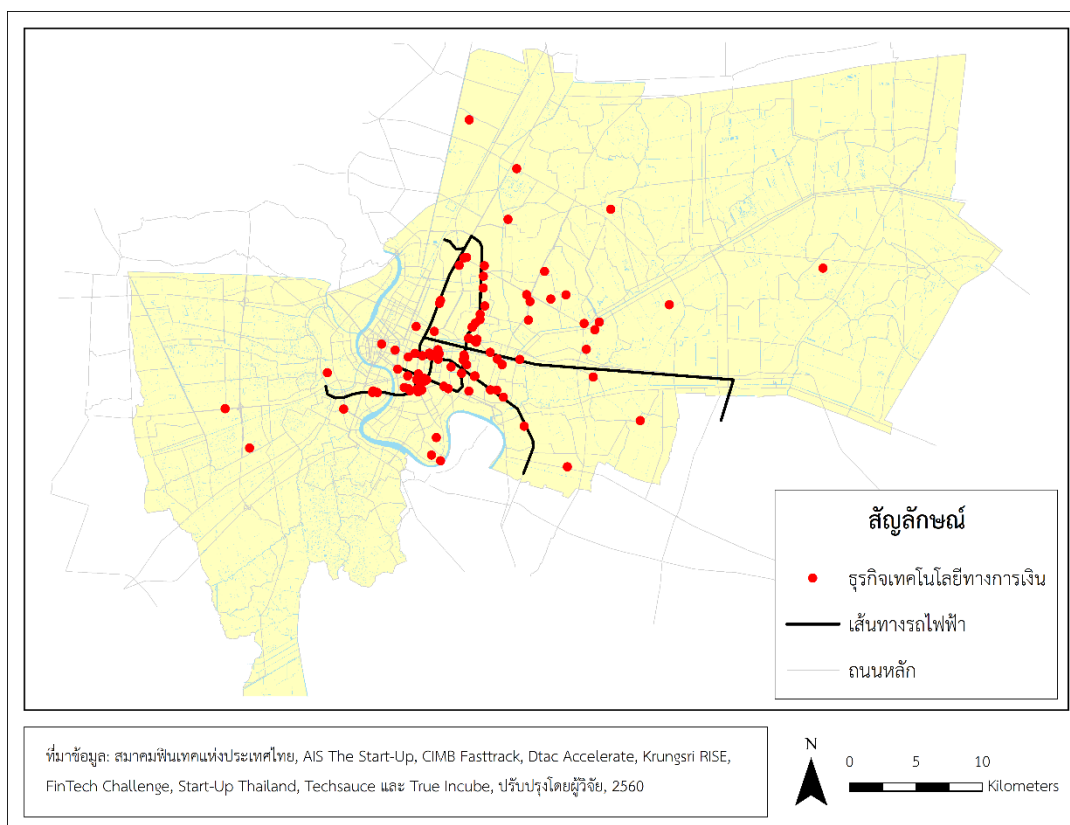 สัญลักษณ์
ธุรกิจเทคโนโลยีทางการเงิน
เส้นทางรถไฟฟ้า
ถนนหลัก
ที่มาข้อมูล: สมาคมฟินเทคแห่งประเทศไทย, AIS The Start-Up, CIMB Fasttrack, Dtac Accelerate, Krungsri RISE,
FinTech Challenge, Start-Up Thailand, Techsauce และ True Incube, ปรับปรุงโดยผู้วิจัย, 2560
N
0 5 10
Kilometers